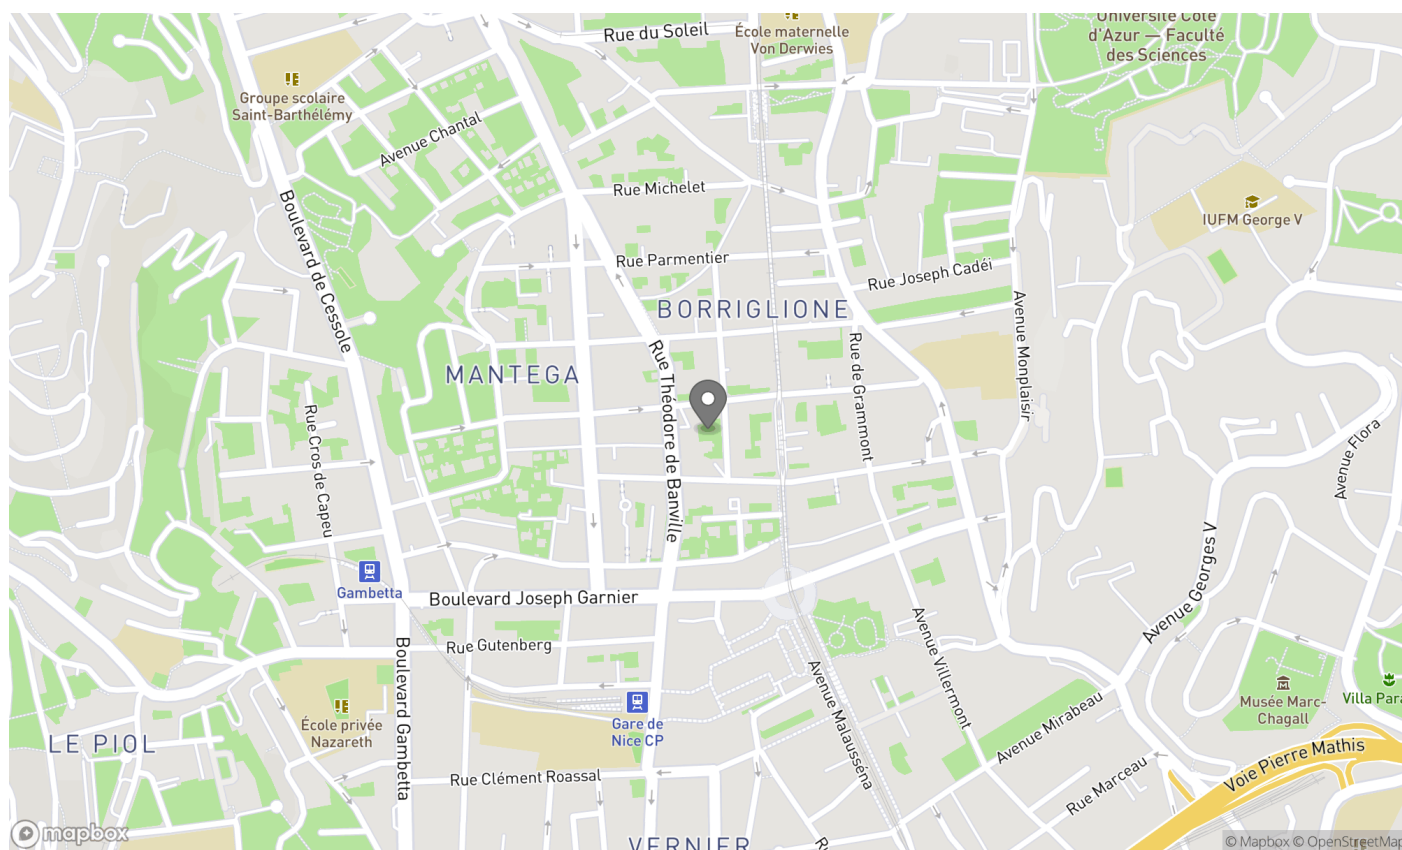 Rue du Soleil
École maternelle
Von Derwies
Université Côte
d'Azur — Faculté
des Sciences
Groupe scolaire
Saint-Barthélémy
Avenue Chantal
Rue Michelet
IUFM George V
Boulevard de Cessole
Rue Parmentier
Rue Joseph Cadéi
BORRIGLIONE
Avenue Monplaisir
Rue de Grammont
Rue Théodore de Banville
MANTEGA
Rue Cros de Capeu
Avenue Flora
Avenue Georges V
Gambetta
Boulevard Joseph Garnier
Rue Gutenberg
Avenue Villermont
Boulevard Gambetta
Avenue Malaussena
Avenue Mirabeau
Musée Marc-
Chagall
Villa Para
École privée
Nazareth
Gare de
Nice CP
LE PIOL
Rue Clément Roassal
Rue Marceau
Voie Pierre Mathis
VERNIER
mapbox
© Mapbox © OpenStreetMap